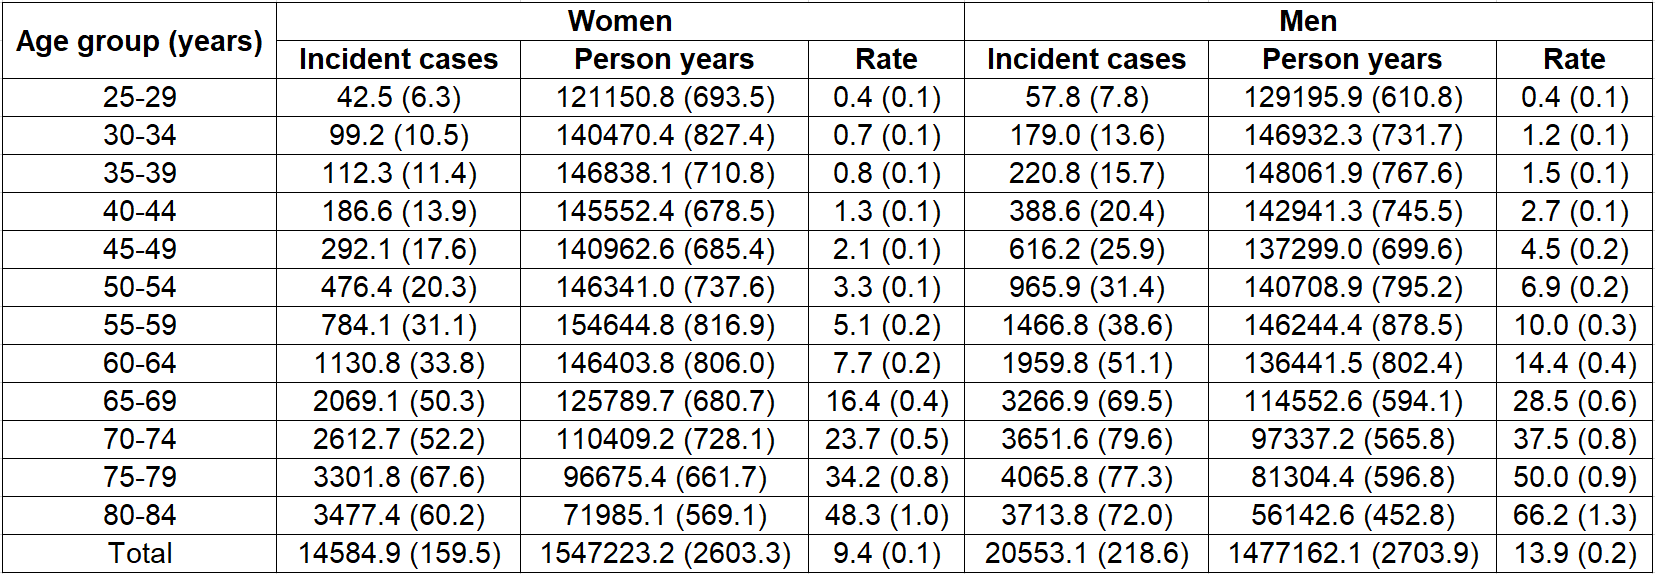 Age group (years) Women Men
Incident cases Person years Rate Incident cases Person years Rate
25-29 42.5 (6.3) 121150.8 (693.5) 0.4 (0.1) 57.8 (7.8) 129195.9 (610.8) 0.4 (0.1)
30-34 99.2 (10.5) 140470.4 (827.4) 0.7 (0.1) 179.0 (13.6) 146932.3 (731.7) 1.2 (0.1)
35-39 112.3 (11.4) 146838.1 (710.8) 0.8 (0.1) 220.8 (15.7) 148061.9 (767.6) 1.5 (0.1)
40-44 186.6 (13.9) 145552.4 (678.5) 1.3 (0.1) 388.6 (20.4) 142941.3 (745.5) 2.7 (0.1)
45-49 292.1 (17.6) 140962.6 (685.4) 2.1 (0.1) 616.2 (25.9) 137299.0 (699.6) 4.5 (0.2)
50-54 476.4 (20.3) 146341.0 (737.6) 3.3 (0.1) 965.9 (31.4) 140708.9 (795.2) 6.9 (0.2)
55-59 784.1 (31.1) 154644.8 (816.9) 5.1 (0.2) 1466.8 (38.6) 146244.4 (878.5) 10.0 (0.3)
60-64 1130.8 (33.8) 146403.8 (806.0) 7.7 (0.2) 1959.8 (51.1) 136441.5 (802.4) 14.4 (0.4)
65-69 2069.1 (50.3) 125789.7 (680.7) 16.4 (0.4) 3266.9 (69.5) 114552.6 (594.1) 28.5 (0.6)
70-74 2612.7 (52.2) 110409.2 (728.1) 23.7 (0.5) 3651.6 (79.6) 97337.2 (565.8) 37.5 (0.8)
75-79 3301.8 (67.6) 96675.4 (661.7) 34.2 (0.8) 4065.8 (77.3) 81304.4 (596.8) 50.0 (0.9)
80-84 3477.4 (60.2) 71985.1 (569.1) 48.3 (1.0) 3713.8 (72.0) 56142.6 (452.8) 66.2 (1.3)
Total 14584.9 (159.5) 1547223.2 (2603.3) 9.4 (0.1) 20553.1 (218.6) 1477162.1 (2703.9) 13.9 (0.2)